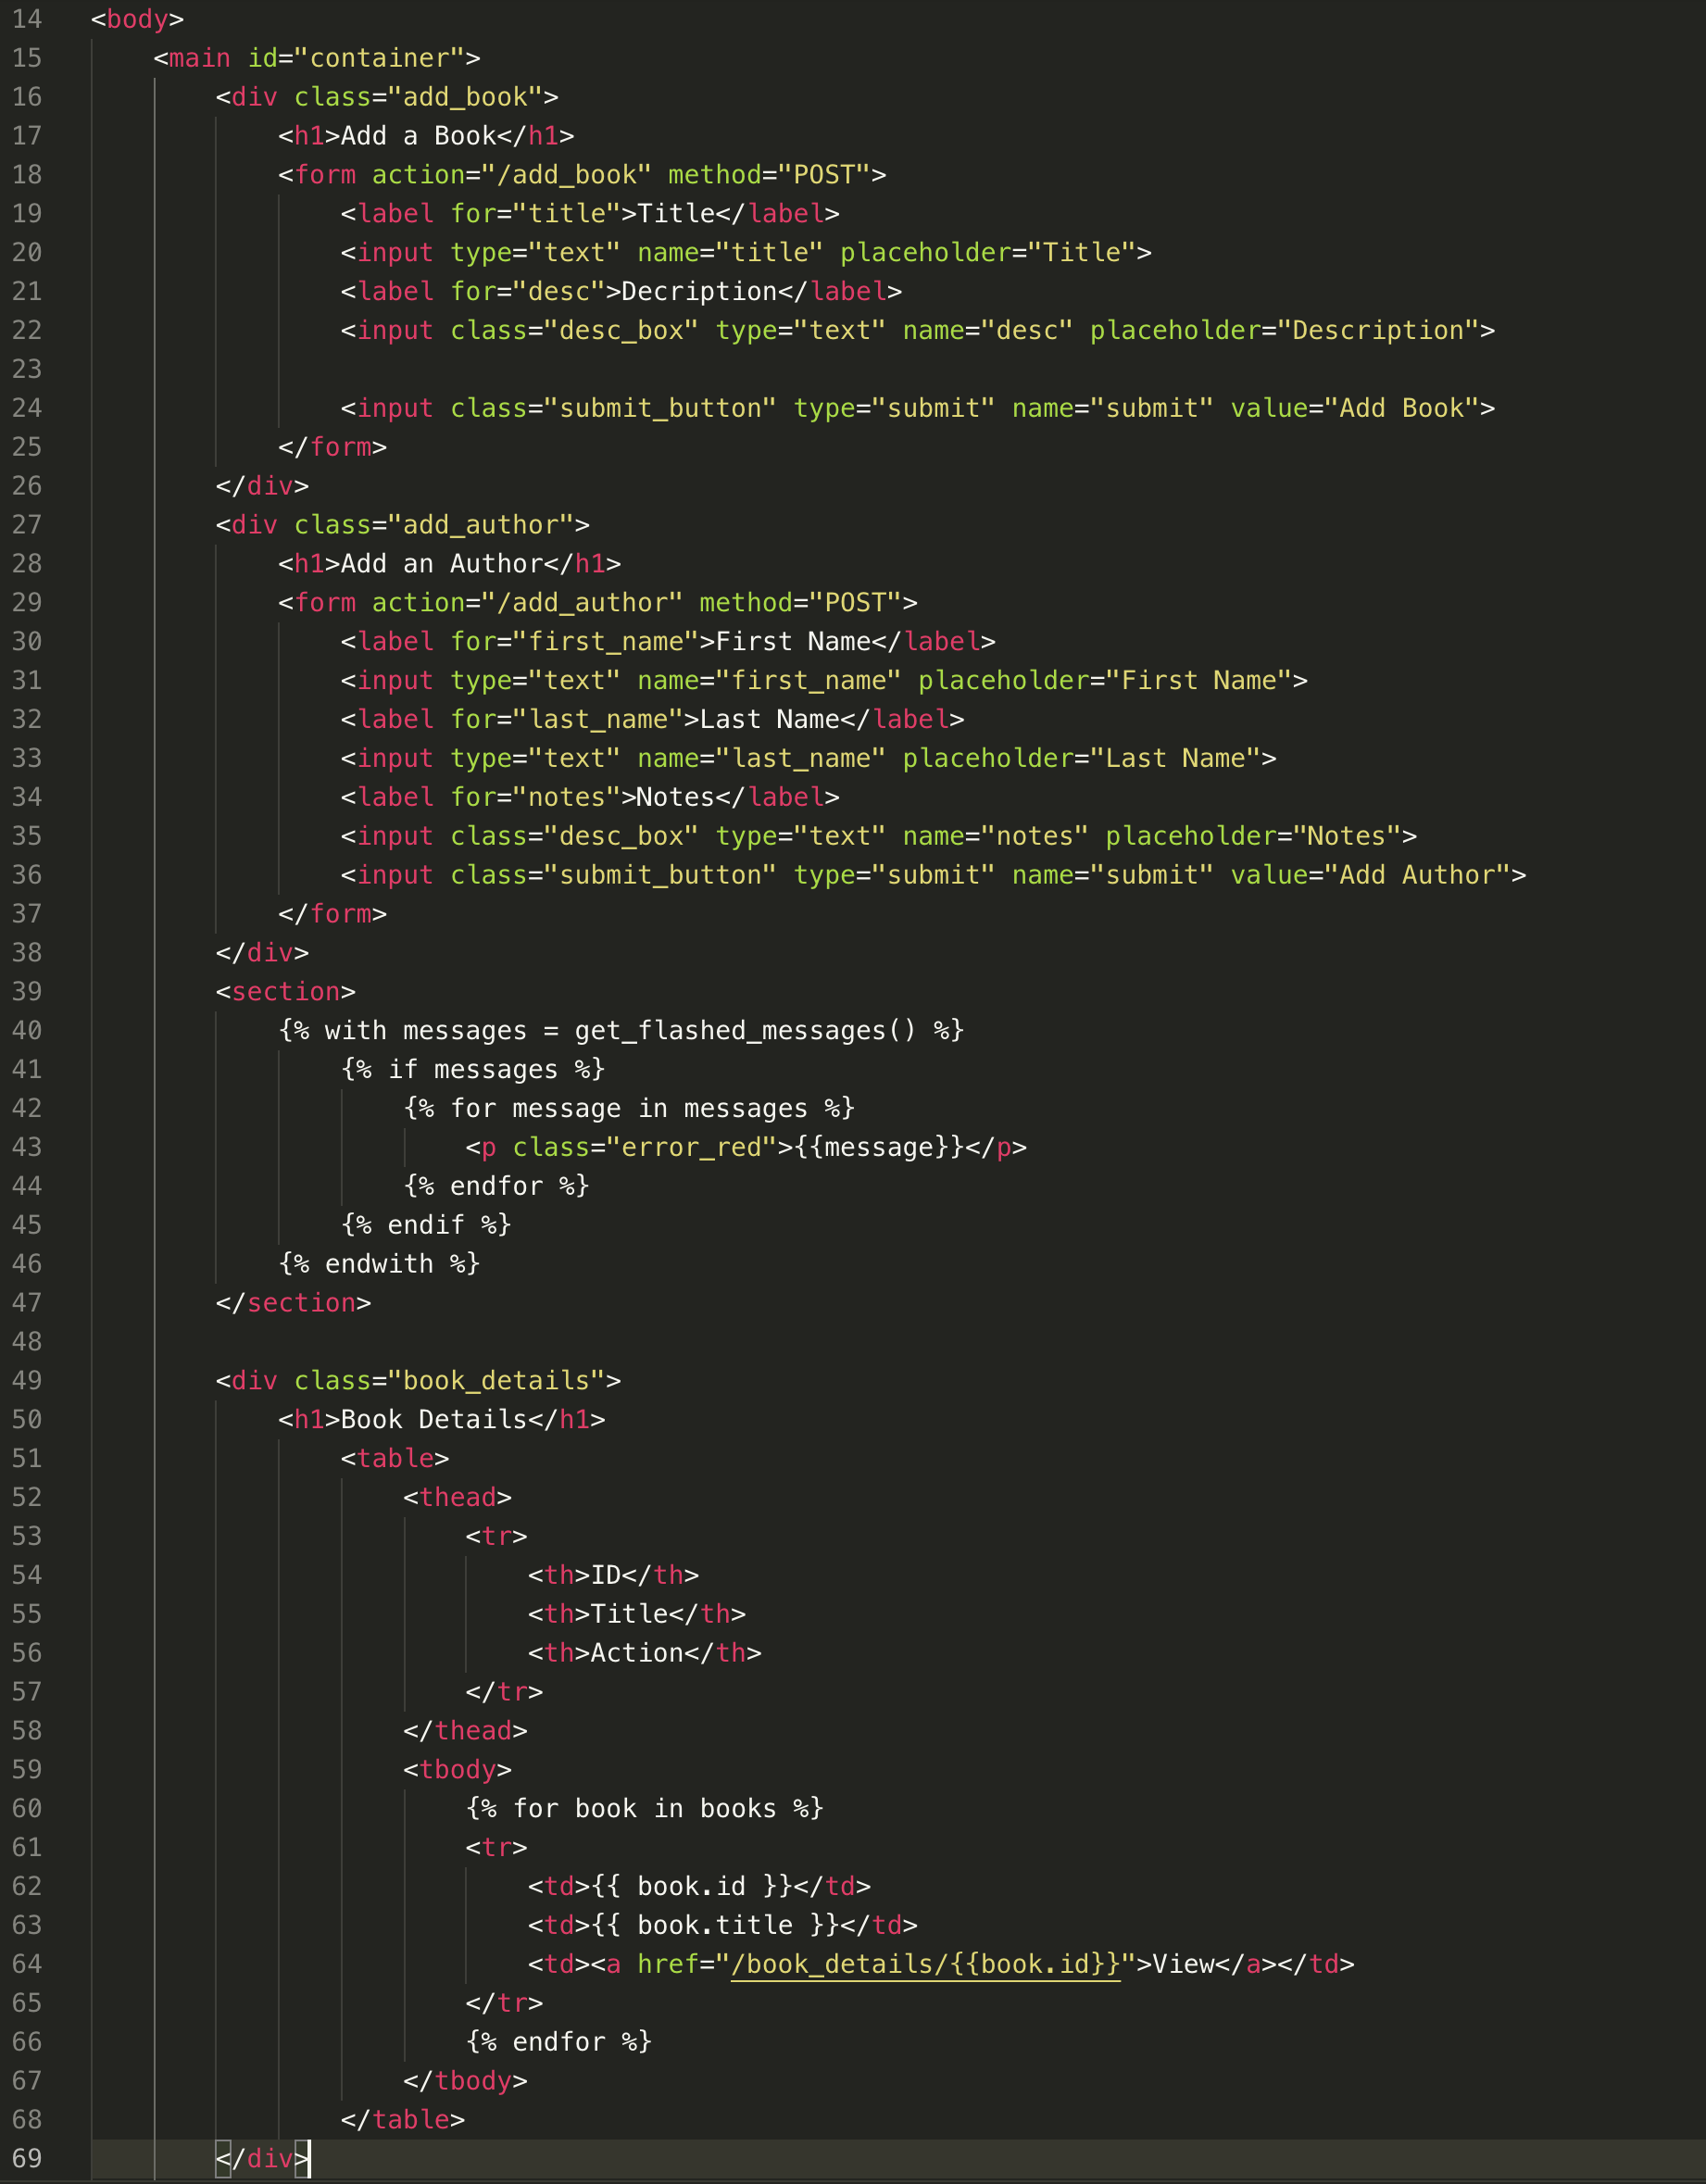 14 <body>
15 <main id="container">
16 <div class="add_book">
17 <h1>Add a Book</h1>
18 <form action="/add_book" method="POST">
19 <label for="title">Title</label>
20 <input type="text" name="title" placeholder="Title">
21 <label for="desc">Decription</label>
22 <input class="desc_box" type="text" name="desc" placeholder="Description">
23
24 <input class="submit_button" type="submit" name="submit" value="Add Book">
25 </form>
26 </div>
27 <div class="add_author">
28 <h1>Add an Author</h1>
29 <form action="/add_author" method="POST">
30 <label for="first_name">First Name</label>
31 <input type="text" name="first_name" placeholder="First Name">
32 <label for="last_name">Last Name</label>
33 <input type="text" name="last_name" placeholder="Last Name">
34 <label for="notes">Notes</label>
35 <input class="desc_box" type="text" name="notes" placeholder="Notes">
36 <input class="submit_button" type="submit" name="submit" value="Add Author">
37 </form>
38 </div>
39 <section>
40 {% with messages = get_flashed_messages() %}
41 {% if messages %}
42 {% for message in messages %}
43 <p class="error_red">{{message}}</p>
44 {% endfor %}
45 {% endif %}
46 {% endwith %}
47 </section>
48
49 <div class="book_details">
50 <h1>Book Details</h1>
51 <table>
52 <thead>
53 <tr>
54 <th>ID</th>
55 <th>Title</th>
56 <th>Action</th>
57 </tr>
58 </thead>
59 <tbody>
60 {% for book in books %}
61 <tr>
62 <td>{{ book.id }}</td>
63 <td>{{ book.title }}</td>
64 <td><a href="/book_details/{{book.id}}">View</a></td>
65 </tr>
66 {% endfor %}
67 </tbody>
68 </table>
69 </div>